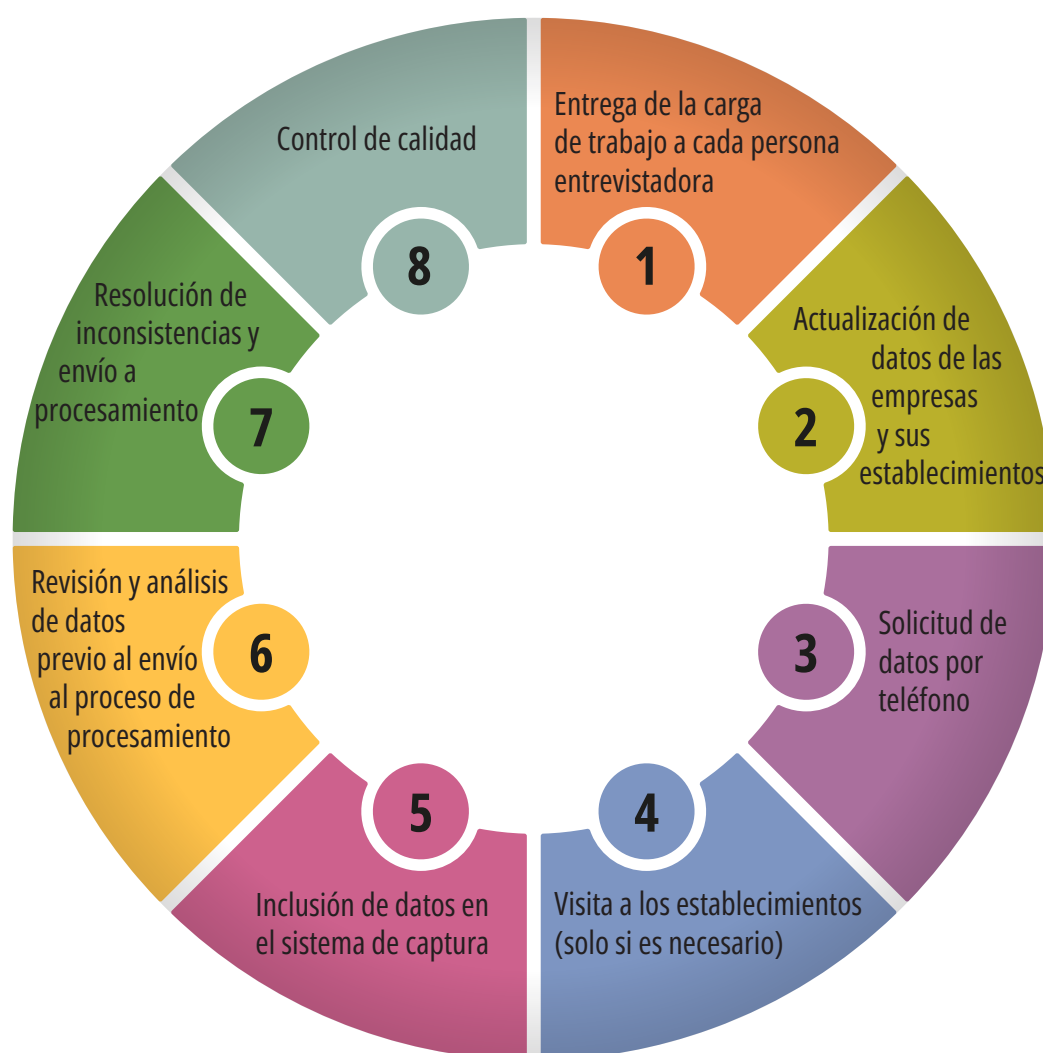 Entrega de la carga
de trabajo a cada persona
entrevistadora
1
Actualización de
datos de las
empresas
y sus
establecimientos
2
Solicitud de
datos por
teléfono
3
Visita a los establecimientos
(solo si es necesario)
4
Inclusión de datos en
el sistema de captura
5
Revisión y análisis
de datos
previo al envío
al proceso de
procesamiento
6
Resolución de
inconsistencias y
envío a
procesamiento
7
Control de calidad
8